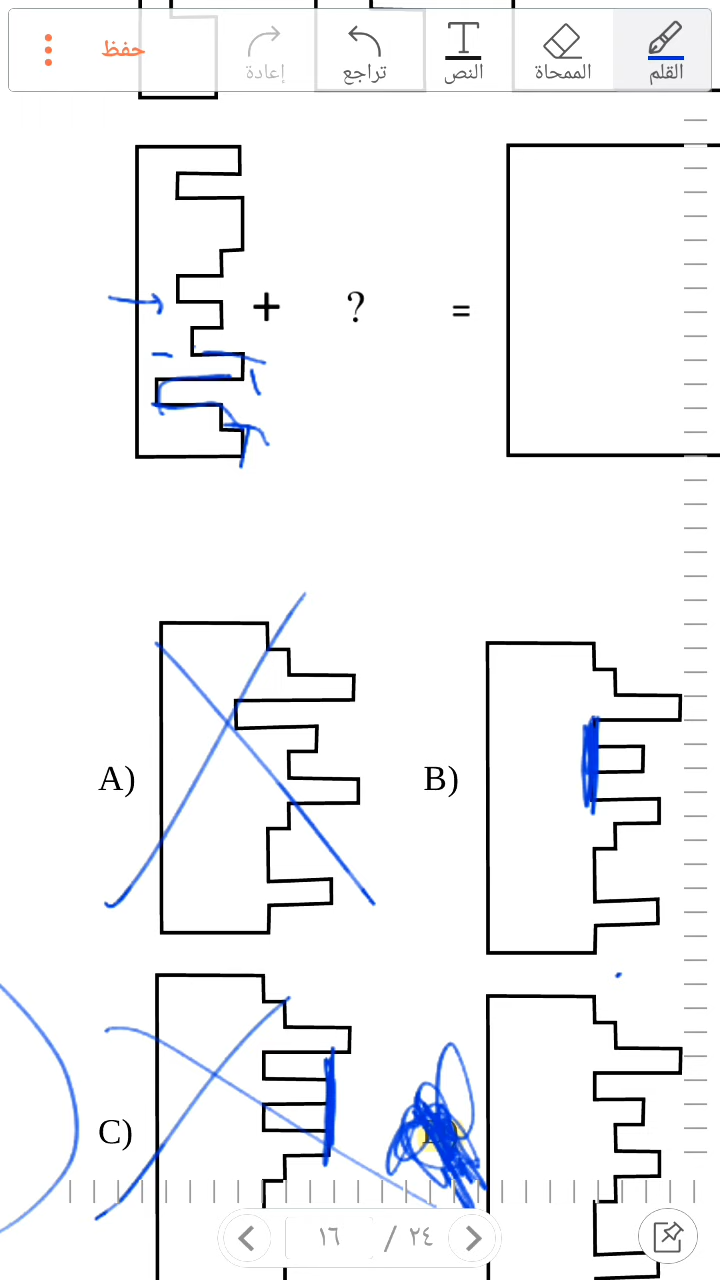 حفظ إعادة تراجع النص T الممحاة القلم
+ ? =
A) B)
C)
١٦ / ٢٤